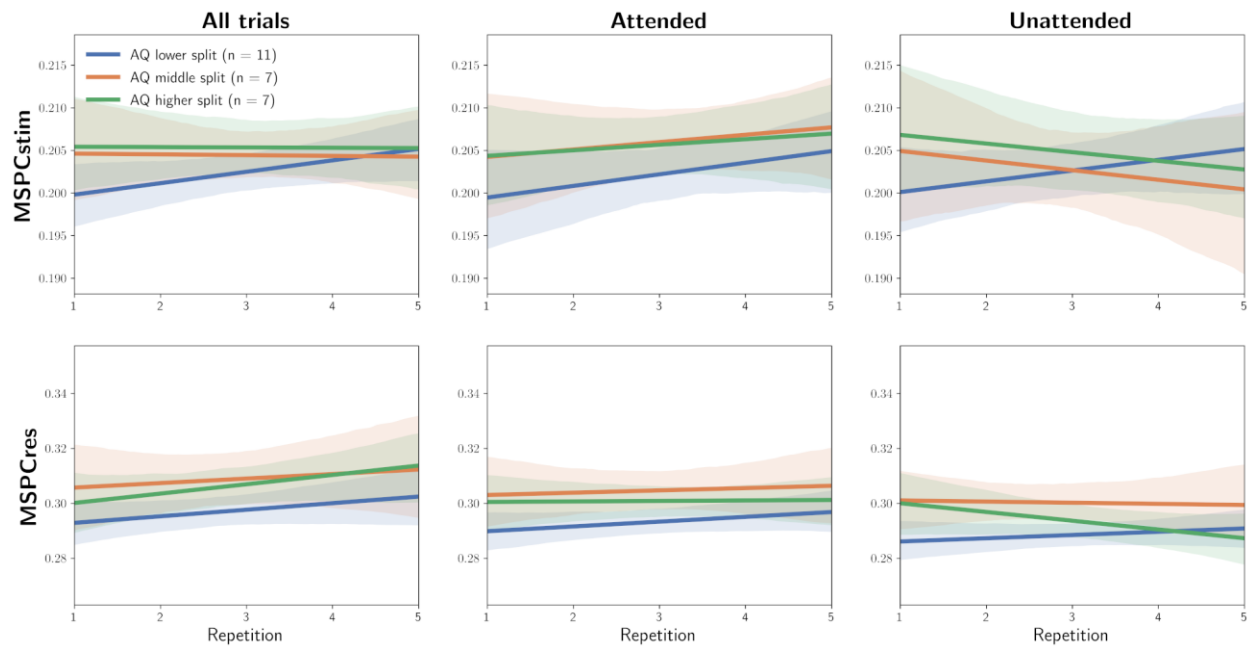 All trials
Attended
Unattended
MSPCstim
0.215
0.210
0.205
0.200
0.195
0.190
AQ lower split (n = 11)
AQ middle split (n = 7)
AQ higher split (n = 7)
1 2 3 4 5
0.215
0.210
0.205
0.200
0.195
0.190
1 2 3 4 5
0.215
0.210
0.205
0.200
0.195
0.190
1 2 3 4 5
MSPCres
0.34
0.32
0.30
0.28
1 2 3 4 5
Repetition
0.34
0.32
0.30
0.28
1 2 3 4 5
Repetition
0.34
0.32
0.30
0.28
1 2 3 4 5
Repetition